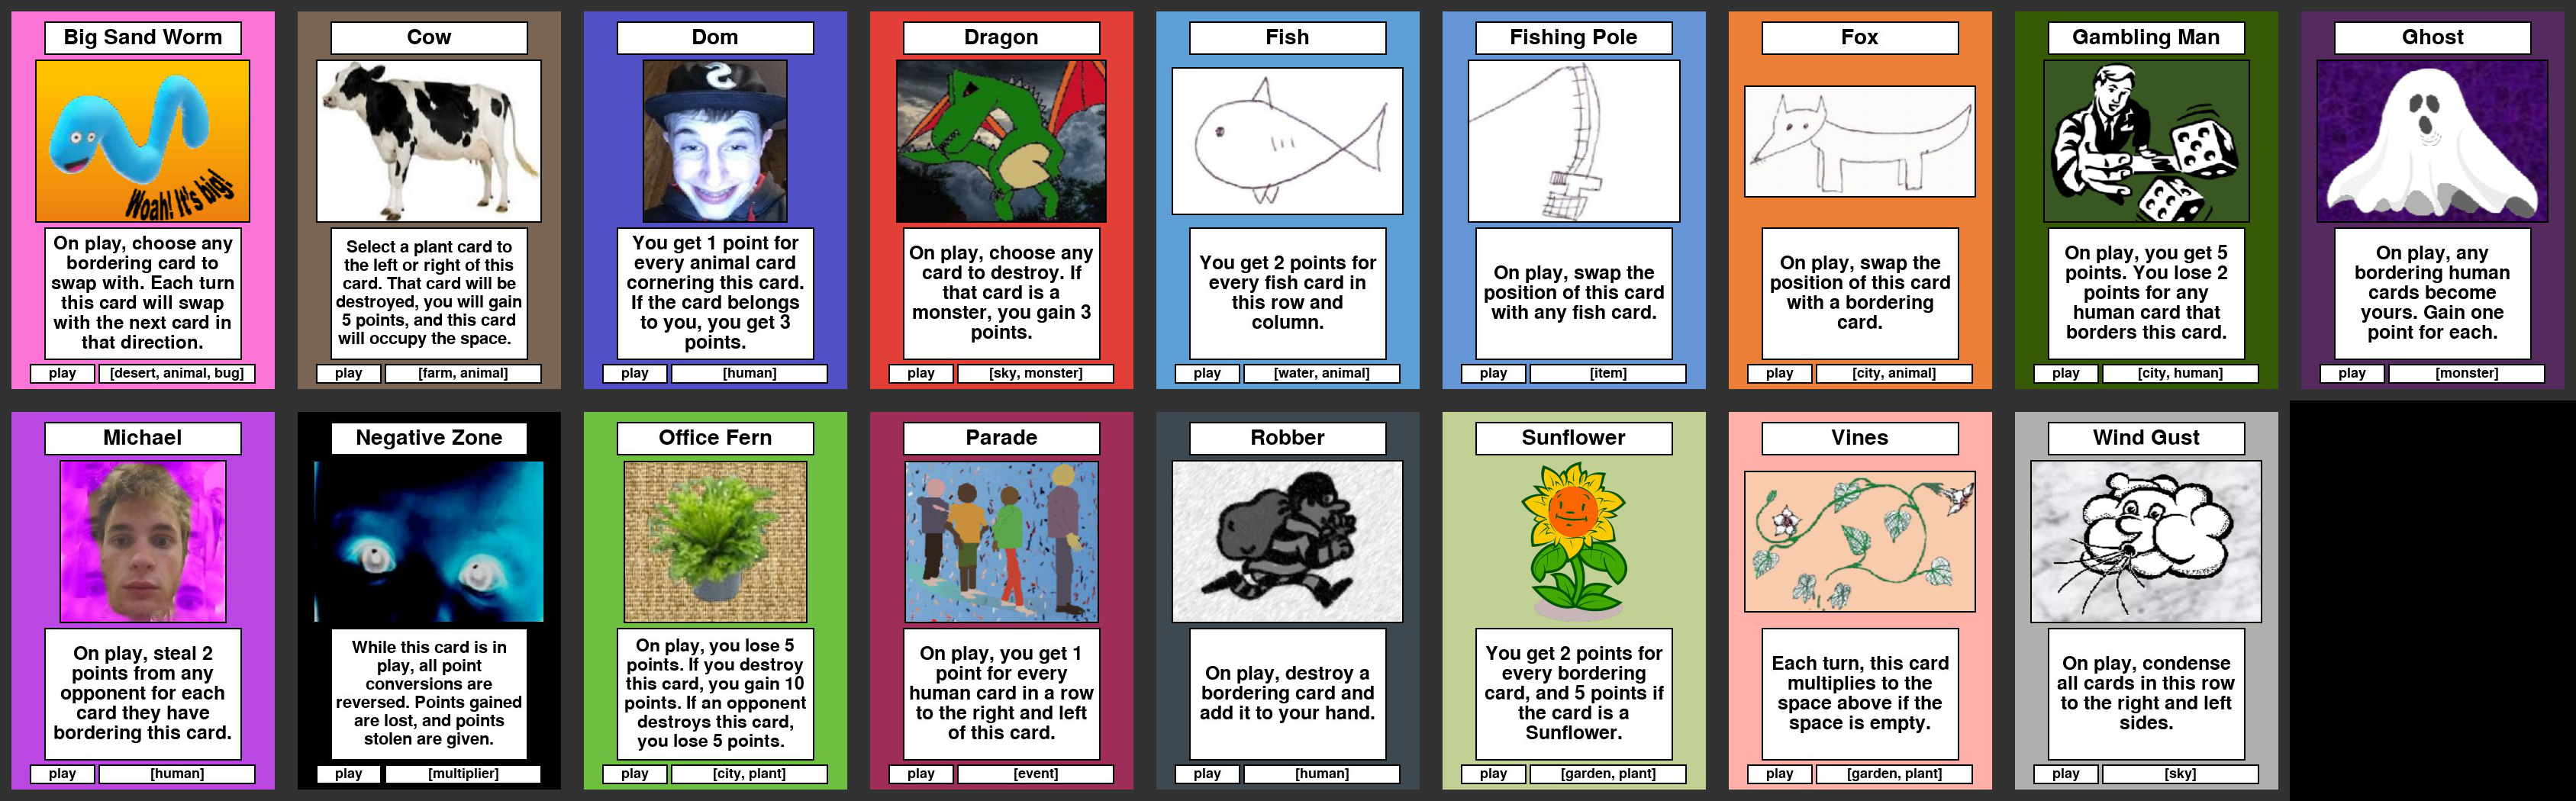 Big Sand Worm
Woah! It's big!
On play, choose any
bordering card to
swap with. Each turn
this card will swap
with the next card in
that direction.
play
[desert, animal, bug]
Cow
Select a plant card to
the left or right of this
card. That card will be
destroyed, you will gain
5 points, and this card
will occupy the space.
play
[farm, animal]
Dom
You get 1 point for
every animal card
cornering this card.
If the card belongs
to you, you get 3
points.
play
[human]
Dragon
On play, choose any
card to destroy. If
that card is a
monster, you gain 3
points.
play
[sky, monster]
Fish
You get 2 points for
every fish card in
this row and
column.
play
[water, animal]
Fishing Pole
On play, swap the
position of this card
with any fish card.
play
[item]
Fox
On play, swap the
position of this card
with a bordering
card.
play
[city, animal]
Gambling Man
On play, you get 5
points. You lose 2
points for any
human card that
borders this card.
play
[city, human]
Ghost
On play, any
bordering human
cards become
yours. Gain one
point for each.
play
[monster]
Michael
On play, steal 2
points from any
opponent for each
card they have
bordering this card.
play
[human]
Negative Zone
While this card is in
play, all point
conversions are
reversed. Points gained
are lost, and points
stolen are given.
play
[multiplier]
Office Fern
On play, you lose 5
points. If you destroy
this card, you gain 10
points. If an opponent
destroys this card,
you lose 5 points.
play
[city, plant]
Parade
On play, you get 1
point for every
human card in a row
to the right and left
of this card.
play
[event]
Robber
On play, destroy a
bordering card and
add it to your hand.
play
[human]
Sunflower
You get 2 points for
every bordering
card, and 5 points if
the card is a
Sunflower.
play
[garden, plant]
Vines
Each turn, this card
multiplies to the
space above if the
space is empty.
play
[garden, plant]
Wind Gust
On play, condense
all cards in this row
to the right and left
sides.
play
[sky]